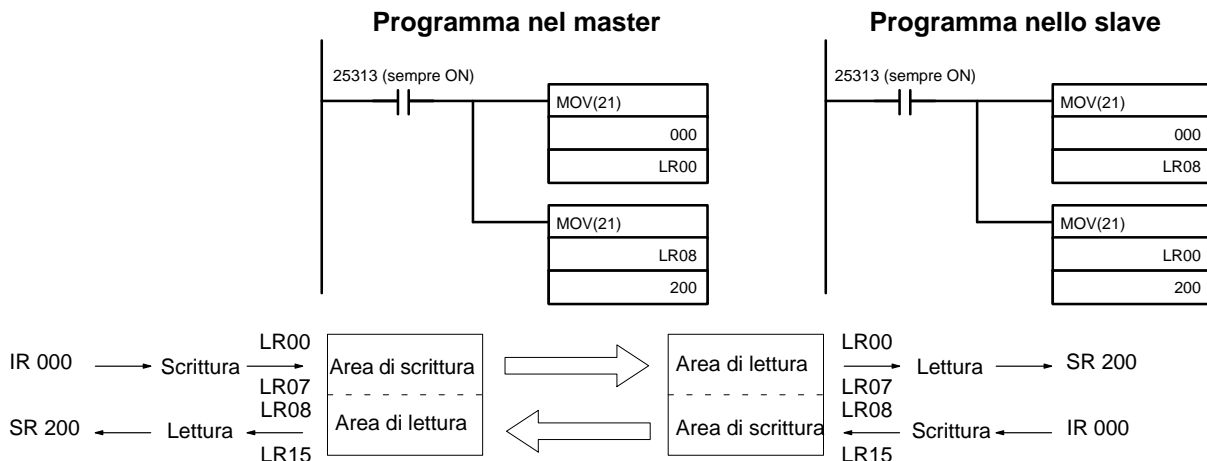 Programma nel master
Programma nello slave
25313 (sempre ON)
MOV(21)
000
LR00
MOV(21)
LR08
200
25313 (sempre ON)
MOV(21)
000
LR08
MOV(21)
LR00
200
IR 000
Scrittura
LR00
LR07
Area di scrittura
Area di lettura
LR00
LR07
Lettura
SR 200
SR 200
Lettura
LR08
LR15
Area di lettura
Area di scrittura
LR08
LR15
Scrittura
IR 000